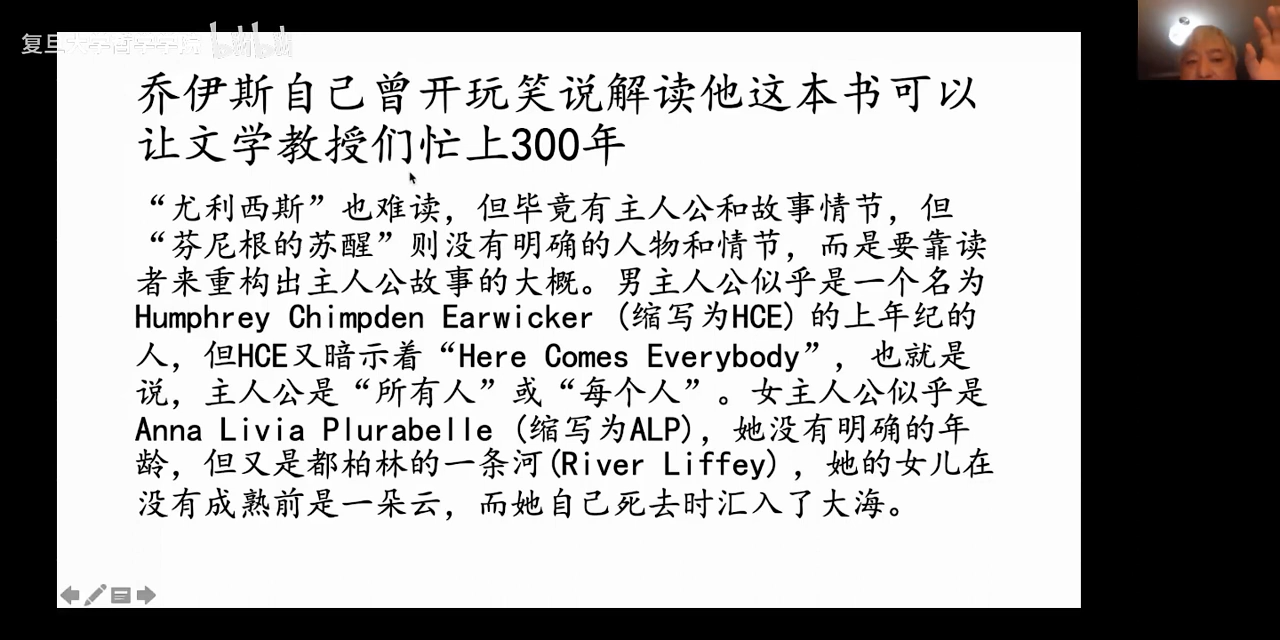 复旦大学哲学学院 bilibili
乔伊斯自己曾开玩笑说解读他这本书可以
让文学教授们忙上300年
“尤利西斯”也难读，但毕竟有主人公和故事情节，但
“芬尼根的苏醒”则没有明确的人物和情节，而是要靠读
者来重构出主人公故事的大概。男主人公似乎是一个名为
Humphrey Chimpden Earwicker (缩写为HCE) 的上年纪的
人，但HCE又暗示着“Here Comes Everybody”，也就是
说，主人公是“所有人”或“每个人”。女主人公似乎是
Anna Livia Plurabelle (缩写为ALP)，她没有明确的年
龄，但又是都柏林的一条河(River Liffey)，她的女儿在
没有成熟前是一朵云，而她自己死去时汇入了大海。